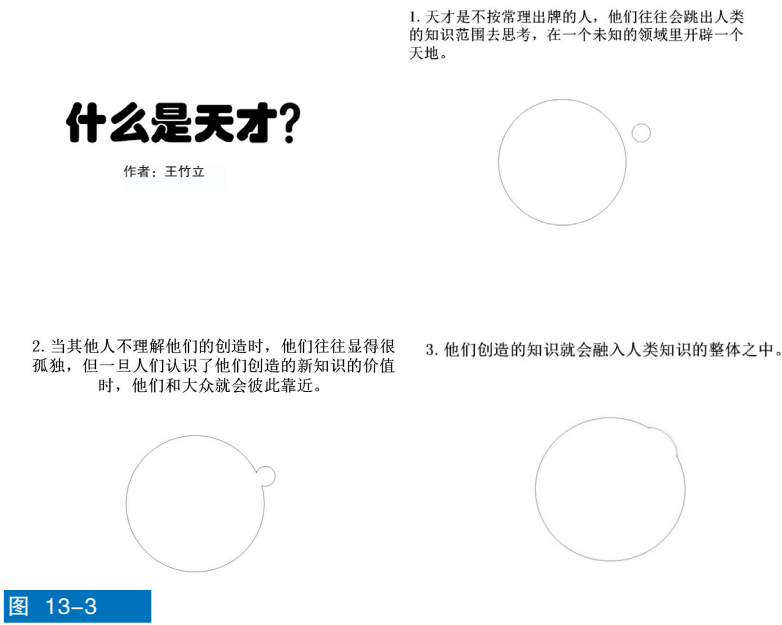 什么是天才?
作者：王竹立
1. 天才是不按常理出牌的人，他们往往会跳出人类
的知识范围去思考，在一个未知的领域里开辟一个
天地。
2. 当其他人不理解他们的创造时，他们往往显得很
孤独，但一旦人们认识了他们创造的新知识的价值
时，他们和大众就会彼此靠近。
3. 他们创造的知识就会融入人类知识的整体之中。
图 13-3